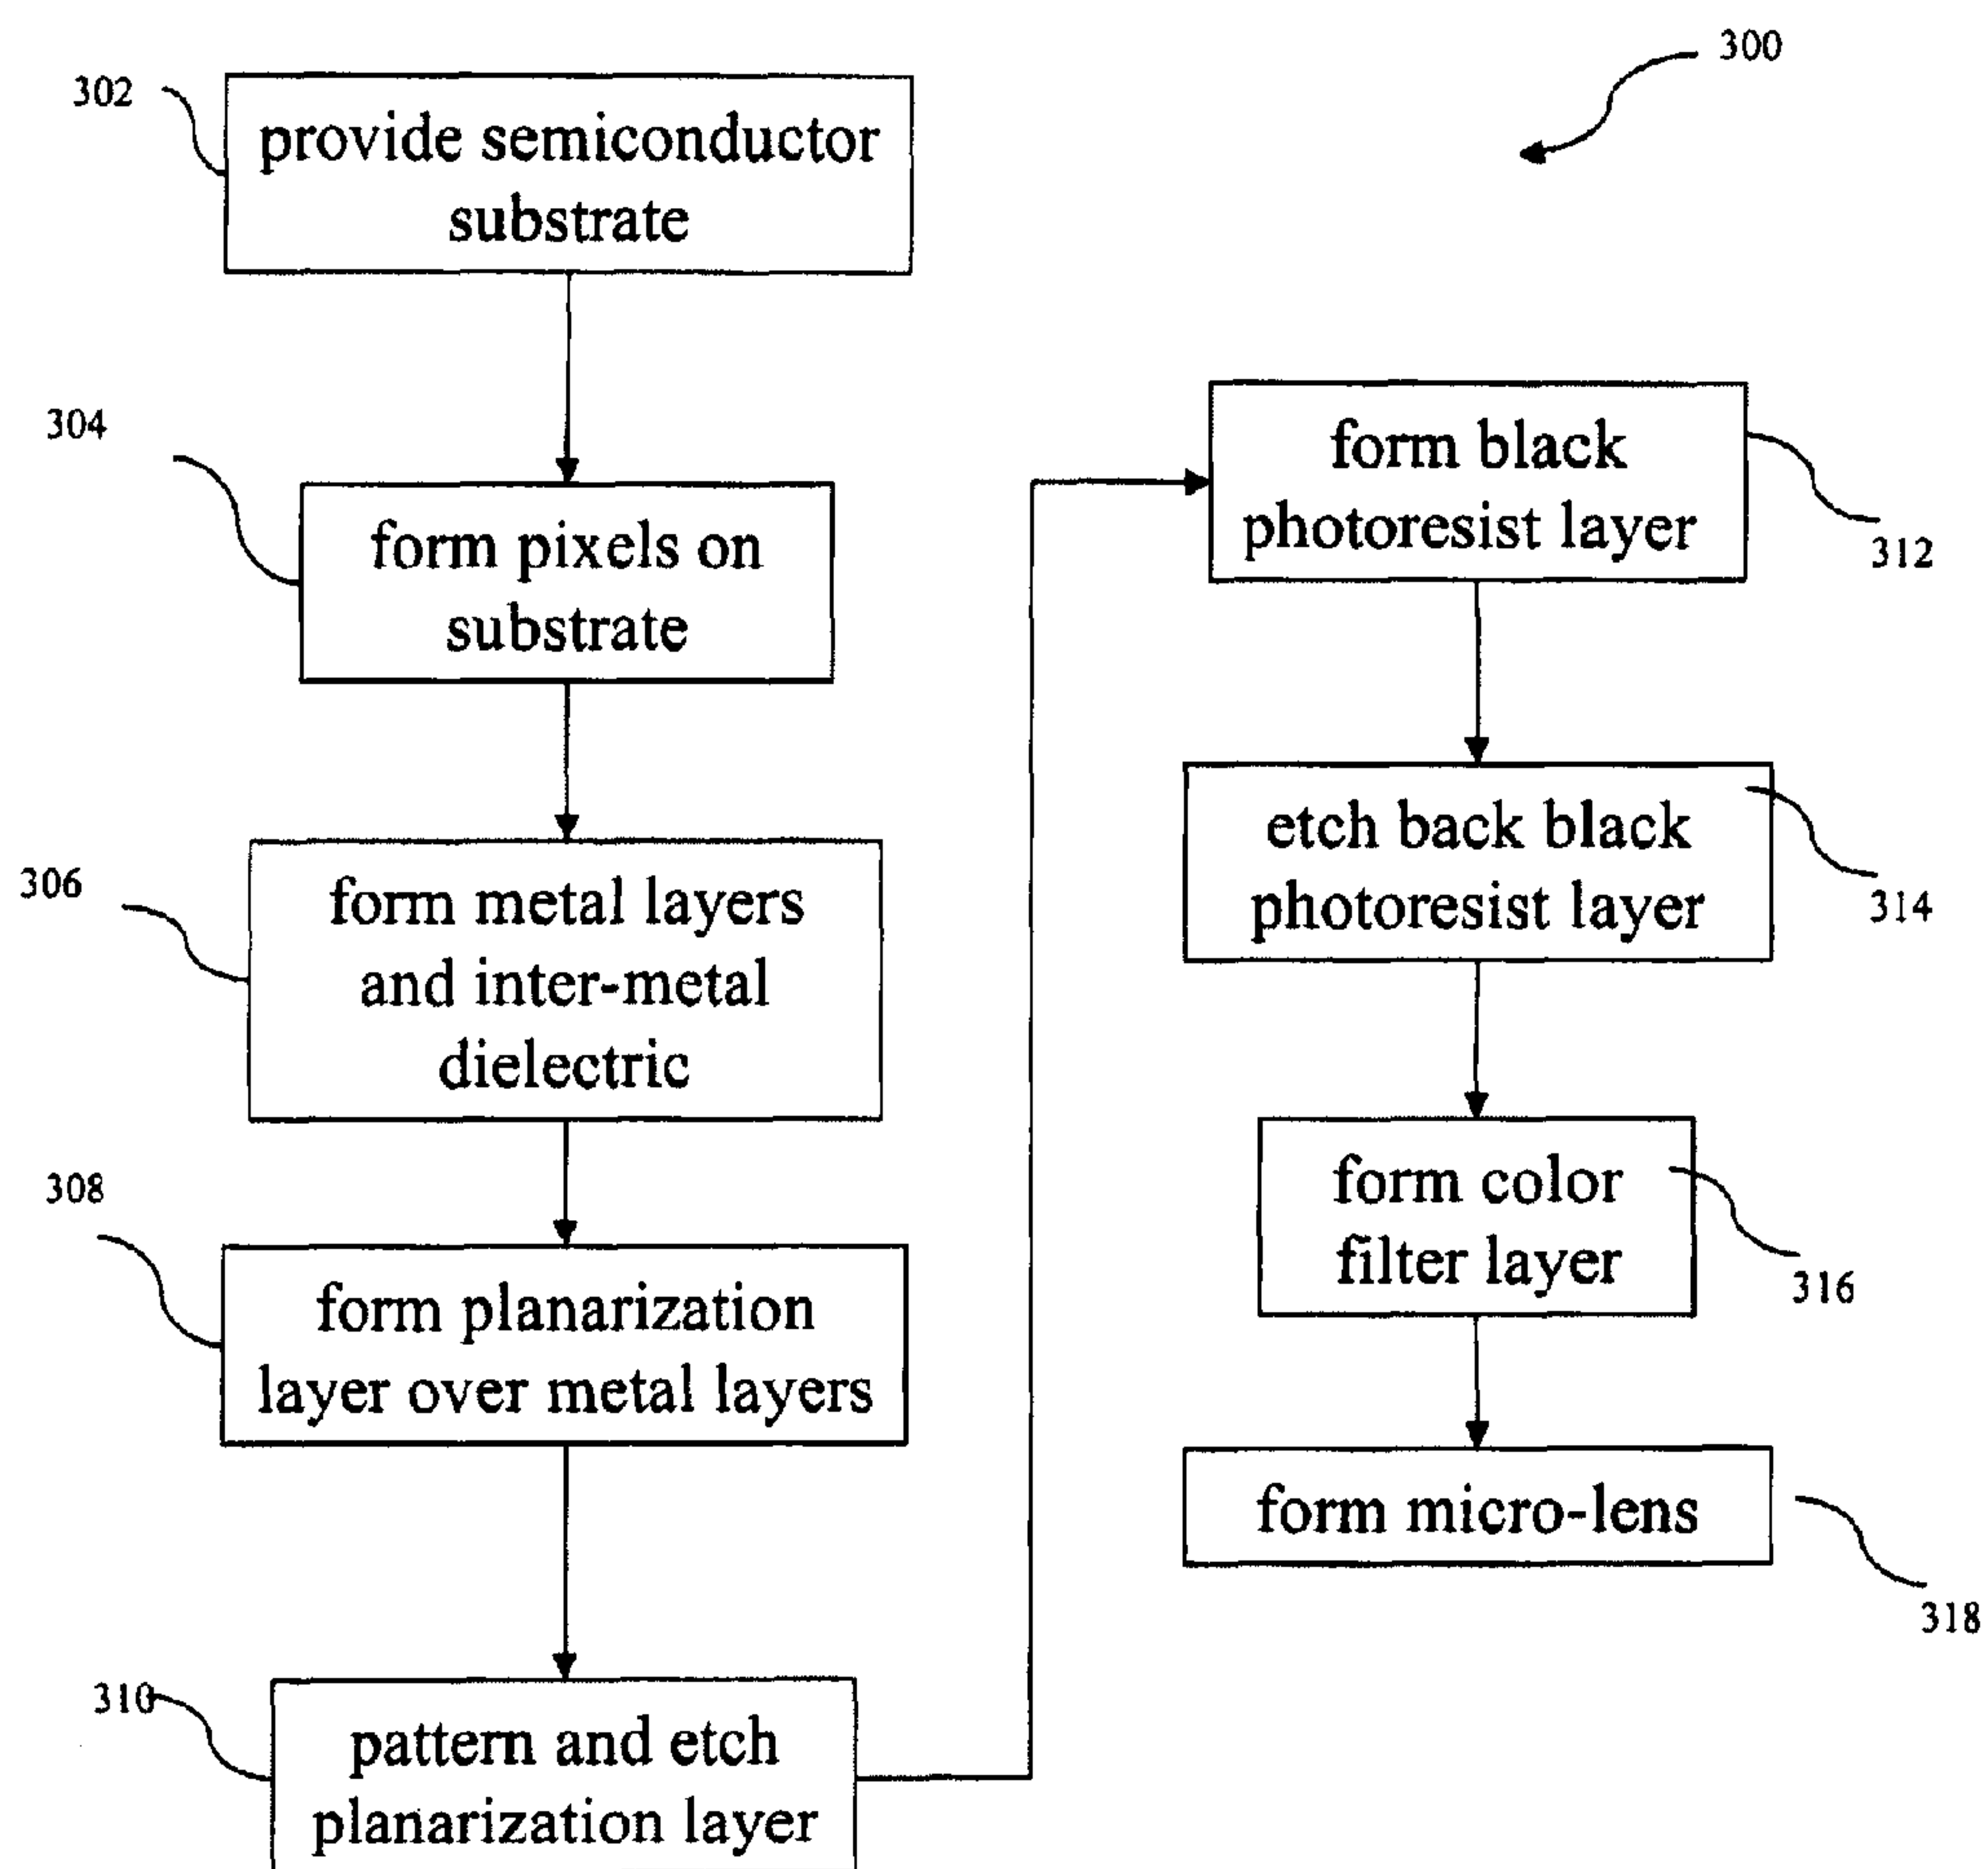 300
302
provide semiconductor
substrate
304
form pixels on
substrate
306
form metal layers
and inter-metal
dielectric
308
form planarization
layer over metal layers
310
pattern and etch
planarization layer
form black
photoresist layer
312
etch back black
photoresist layer
314
form color
filter layer
316
form micro-lens
318